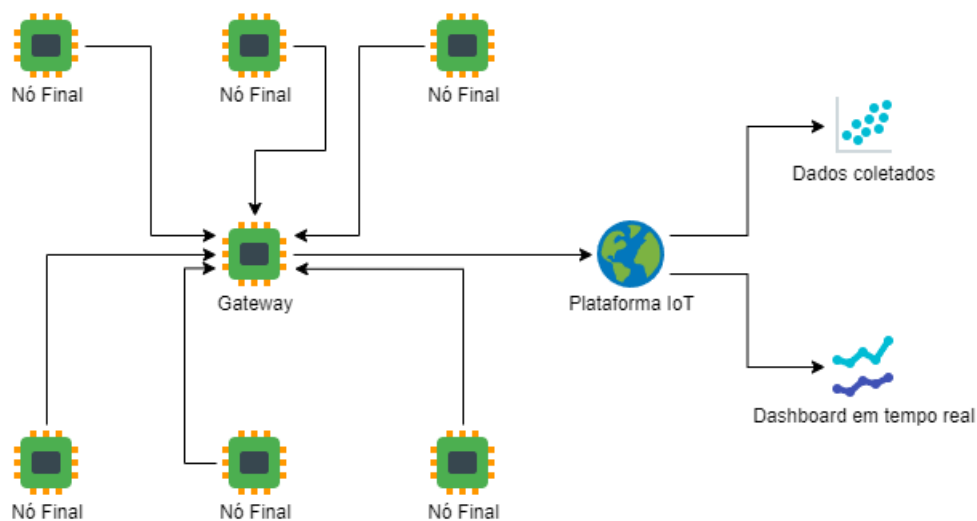 Nó Final
Nó Final
Nó Final
Dados coletados
Gateway
Plataforma IoT
Dashboard em tempo real
Nó Final
Nó Final
Nó Final